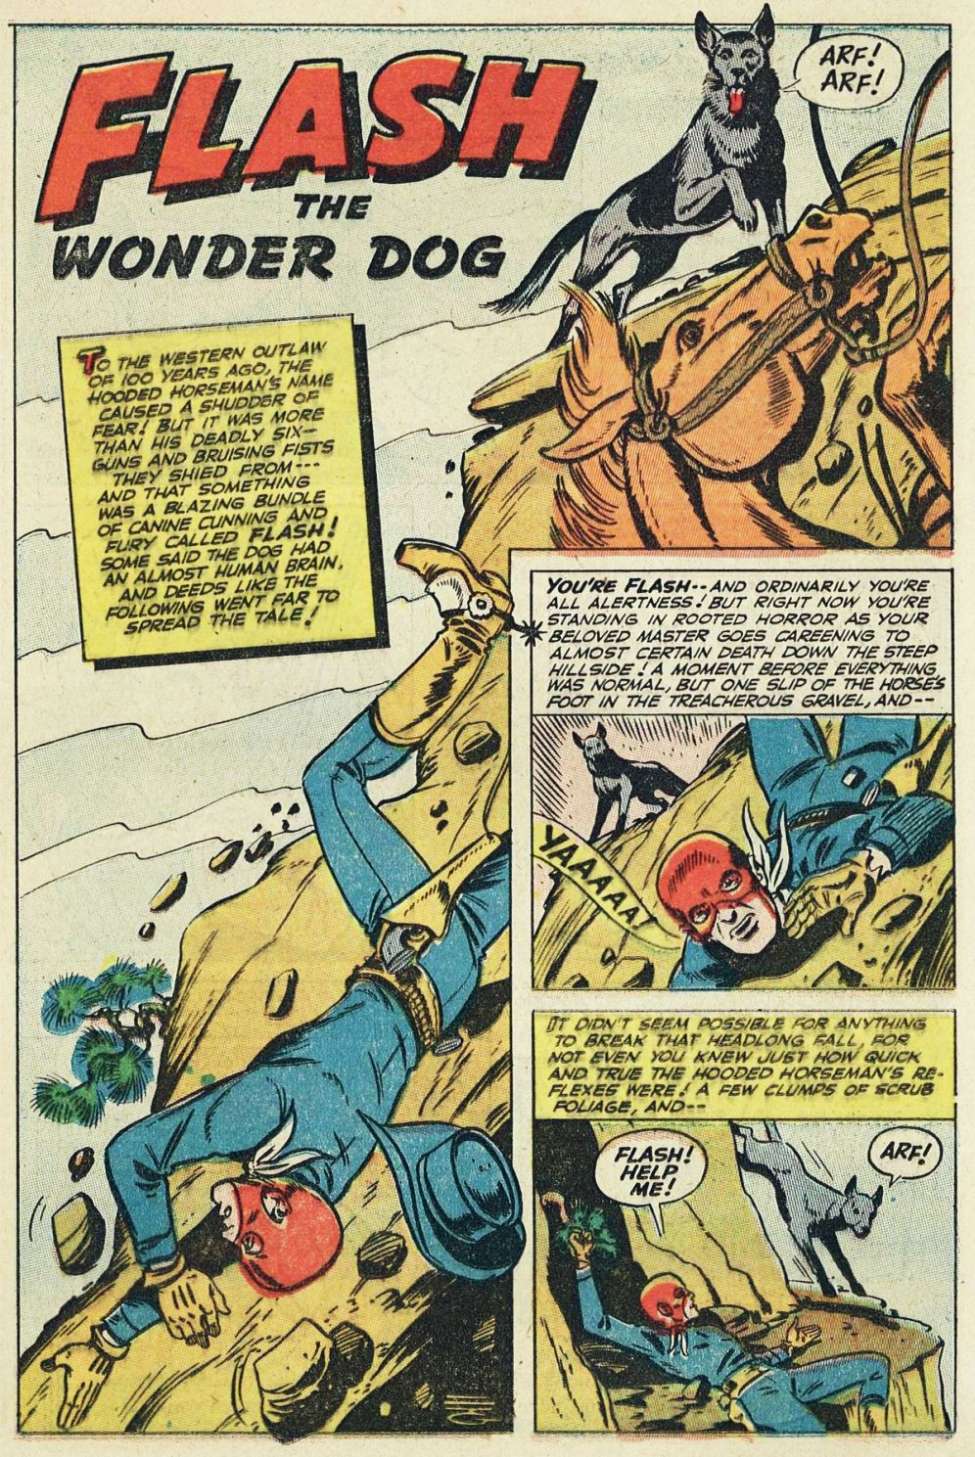 FLASH
THE
WONDER DOG
ARF!
ARF!
TO THE WESTERN OUTLAW
OF 100 YEARS AGO, THE
HOODED HORSEMAN'S NAME
CAUSED A SHUDDER OF
FEAR! BUT IT WAS MORE
THAN HIS DEADLY SIX-
GUNS AND BRUISING FISTS
THEY SHIED FROM---
AND THAT SOMETHING
WAS A BLAZING BUNDLE
OF CANINE CUNNING AND
FURY CALLED FLASH!
SOME SAID THE DOG HAD
AN ALMOST HUMAN BRAIN,
AND DEEDS LIKE THE
FOLLOWING WENT FAR TO
SPREAD THE TALE!
YOU'RE FLASH--AND ORDINARILY YOU'RE
ALL ALERTNESS! BUT RIGHT NOW YOU'RE
STANDING IN ROOTED HORROR AS YOUR
BELOVED MASTER GOES CAREENING TO
ALMOST CERTAIN DEATH DOWN THE STEEP
HILLSIDE! A MOMENT BEFORE EVERYTHING
WAS NORMAL, BUT ONE SLIP OF THE HORSE'S
FOOT IN THE TREACHEROUS GRAVEL, AND--
YAAAAA!
IT DIDN'T SEEM POSSIBLE FOR ANYTHING
TO BREAK THAT HEADLONG FALL, FOR
NOT EVEN YOU KNEW JUST HOW QUICK
AND TRUE THE HOODED HORSEMAN'S RE-
FLEXES WERE! A FEW CLUMPS OF SCRUB
FOLIAGE, AND--
FLASH!
HELP
ME!
ARF!